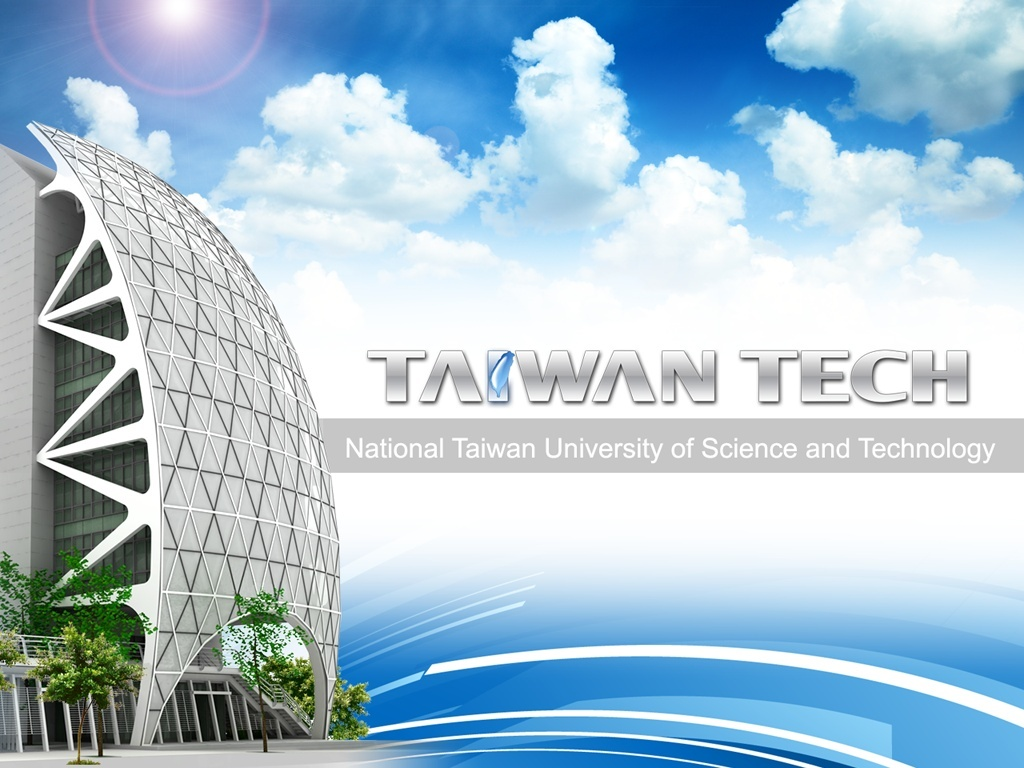 TAIWAN TECH
National Taiwan University of Science and Technology